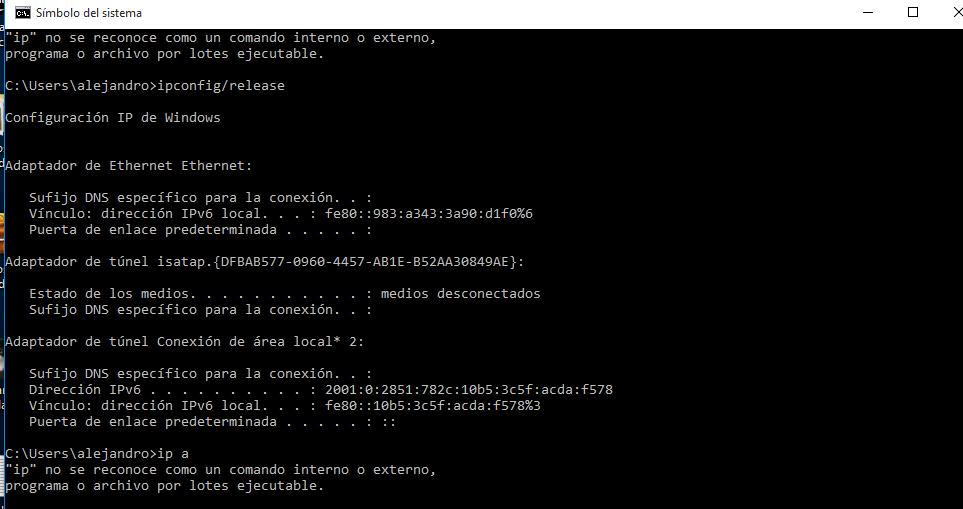 Símbolo del sistema
"ip" no se reconoce como un comando interno o externo,
programa o archivo por lotes ejecutable.
C:\Users\alejandro>ipconfig/release
Configuración IP de Windows
Adaptador de Ethernet Ethernet:
Sufijo DNS específico para la conexión. . :
Vínculo: dirección IPv6 local. . . : fe80::983:a343:3a90:d1f0%6
Puerta de enlace predeterminada . . . . . :
Adaptador de túnel isatap.{DFBAB577-0960-4457-AB1E-B52AA30849AE}:
Estado de los medios. . . . . . . . . . . : medios desconectados
Sufijo DNS específico para la conexión. . :
Adaptador de túnel Conexión de área local* 2:
Sufijo DNS específico para la conexión. . :
Dirección IPv6 . . . . . . . . . . : 2001:0:2851:782c:10b5:3c5f:acda:f578
Vínculo: dirección IPv6 local. . . : fe80::10b5:3c5f:acda:f578%3
Puerta de enlace predeterminada . . . . . : ::
C:\Users\alejandro>ip a
"ip" no se reconoce como un comando interno o externo,
programa o archivo por lotes ejecutable.